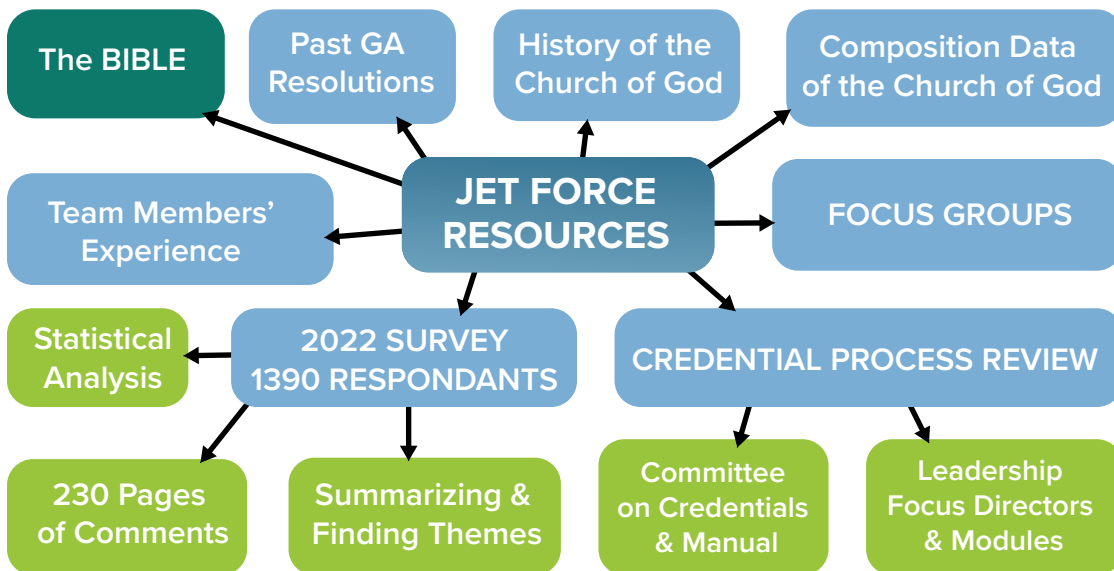 The BIBLE
Past GA
Resolutions
History of the
Church of God
Composition Data
of the Church of God
JET FORCE
RESOURCES
Team Members’
Experience
FOCUS GROUPS
Statistical
Analysis
2022 SURVEY
1390 RESPONDANTS
CREDENTIAL PROCESS REVIEW
230 Pages
of Comments
Summarizing &
Finding Themes
Committee
on Credentials
& Manual
Leadership
Focus Directors
& Modules